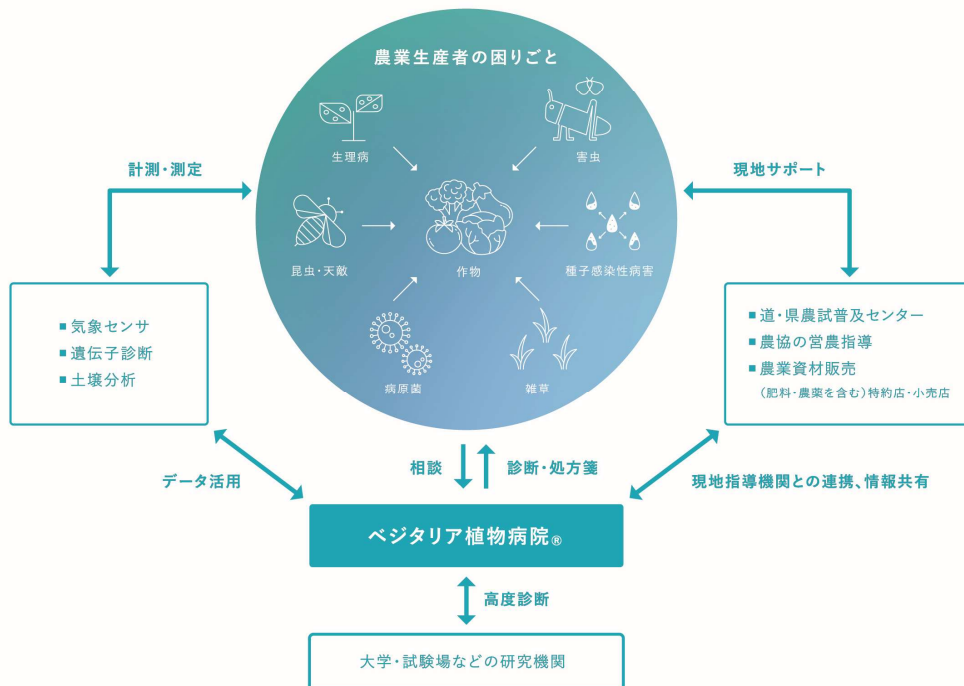 農業生産者の困りごと
生理病
害虫
計測・測定
現地サポート
昆虫・天敵
作物
種子感染性病害
■気象センサ
■遺伝子診断
■土壌分析
■道・県農試普及センター
■農協の営農指導
■農業資材販売
(肥料・農薬を含む)特約店・小売店
病原菌
雑草
データ活用
相談
診断・処方箋
現地指導機関との連携、情報共有
ベジタリア植物病院®
高度診断
大学・試験場などの研究機関